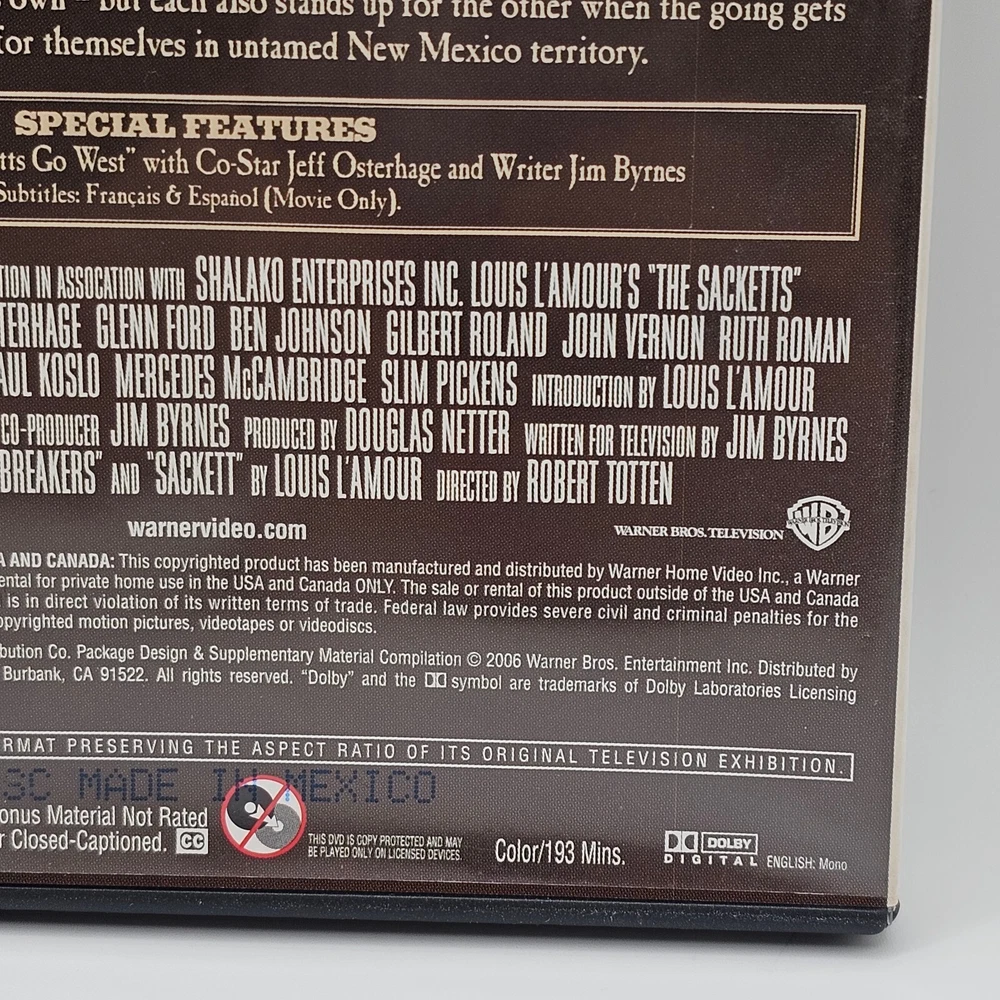 own – but each also stands up for the other when the going gets
for themselves in untamed New Mexico territory.
SPECIAL FEATURES
tts Go West" with Co-Star Jeff Osterhage and Writer Jim Byrnes
Subtitles: Français & Español (Movie Only).
TION IN ASSOCATION WITH SHALAKO ENTERPRISES INC. LOUIS L'AMOUR'S "THE SACKETTS"
TERHAGE GLENN FORD BEN JOHNSON GILBERT ROLAND JOHN VERNON RUTH ROMAN
AUL KOSLO MERCEDES McCAMBRIDGE SLIM PICKENS INTRODUCTION BY LOUIS L'AMOUR
CO-PRODUCER JIM BYRNES PRODUCED BY DOUGLAS NETTER WRITTEN FOR TELEVISION BY JIM BYRNES
BREAKERS" AND "SACKETT" BY LOUIS L'AMOUR DIRECTED BY ROBERT TOTTEN
warnervideo.com
WARNER BROS. TELEVISION
A AND CANADA: This copyrighted product has been manufactured and distributed by Warner Home Video Inc., a Warner
ental for private home use in the USA and Canada ONLY. The sale or rental of this product outside of the USA and Canada
is in direct violation of its written terms of trade. Federal law provides severe civil and criminal penalties for the
opyrighted motion pictures, videotapes or videodiscs.
bution Co. Package Design & Supplementary Material Compilation © 2006 Warner Bros. Entertainment Inc. Distributed by
Burbank, CA 91522. All rights reserved. "Dolby" and the symbol are trademarks of Dolby Laboratories Licensing
RMAT PRESERVING THE ASPECT RATIO OF ITS ORIGINAL TELEVISION EXHIBITION.
SC MADE IN MEXICO
onus Material Not Rated
r Closed-Captioned. CC
THIS DVD IS COPY PROTECTED AND MAY
BE PLAYED ONLY ON LICENSED DEVICES.
Color/193 Mins.
DOLBY
DIGITAL
ENGLISH: Mono